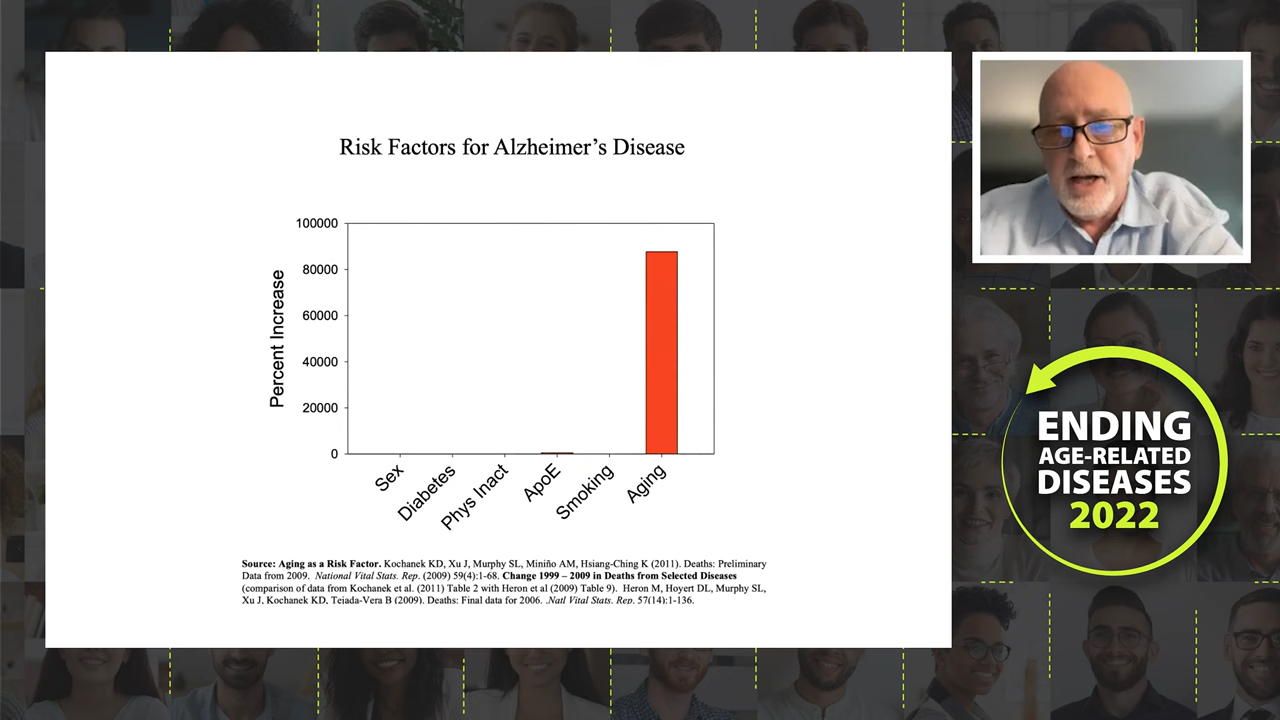 Risk Factors for Alzheimer's Disease
100000
80000
60000
40000
20000
0
Percent Increase
Sex
Diabetes
Phys Inact
ApoE
Smoking
Aging
Source: Aging as a Risk Factor. Kochanek KD, Xu J, Murphy SL, Miniño AM, Hsiang-Ching K (2011). Deaths: Preliminary
Data from 2009. National Vital Stats. Rep. (2009) 59(4):1-68. Change 1999 – 2009 in Deaths from Selected Diseases
(comparison of data from Kochanek et al. (2011) Table 2 with Heron et al (2009) Table 9). Heron M, Hoyert DL, Murphy SL,
Xu J, Kochanek KD, Tejada-Vera B (2009). Deaths: Final data for 2006. .Natl Vital Stats. Rep. 57(14):1-136.
ENDING
AGE-RELATED
DISEASES
2022